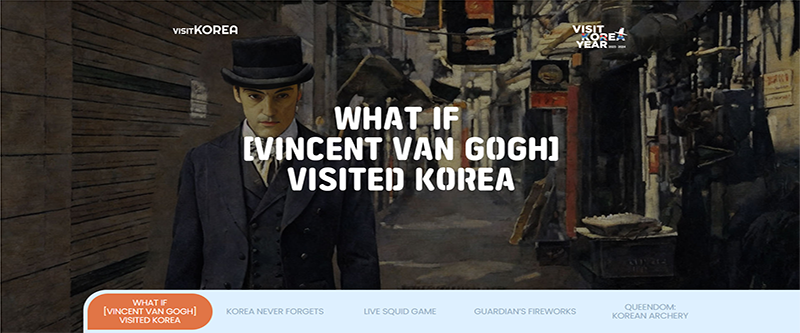 VISITKOREA
VISIT
KOREA
YEAR 2023 - 2024
WHAT IF
[VINCENT VAN GOGH]
VISITED KOREA
WHAT IF
[VINCENT VAN GOGH]
VISITED KOREA
KOREA NEVER FORGETS
LIVE SQUID GAME
GUARDIAN'S FIREWORKS
QUEENDOM:
KOREAN ARCHERY